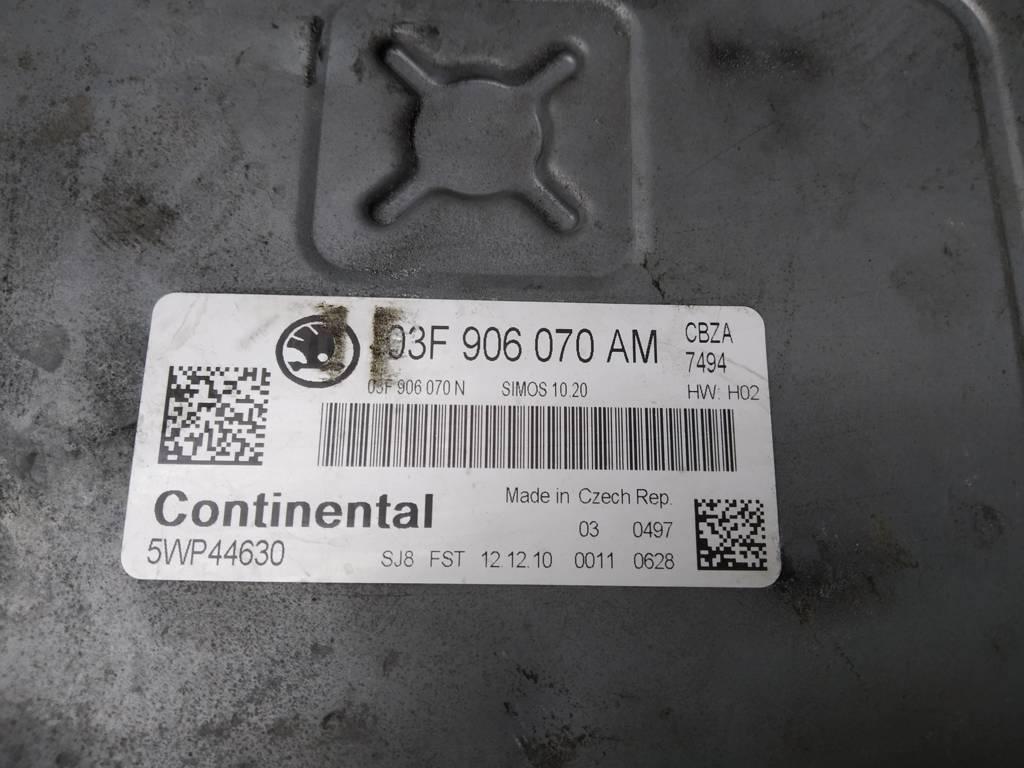 03F 906 070 AM
CBZA
7494
03F 906 070 N SIMOS 10.20 HW: H02
Continental
Made in Czech Rep.
03 0497
5WP44630
SJ8 FST 12.12.10 0011 0628